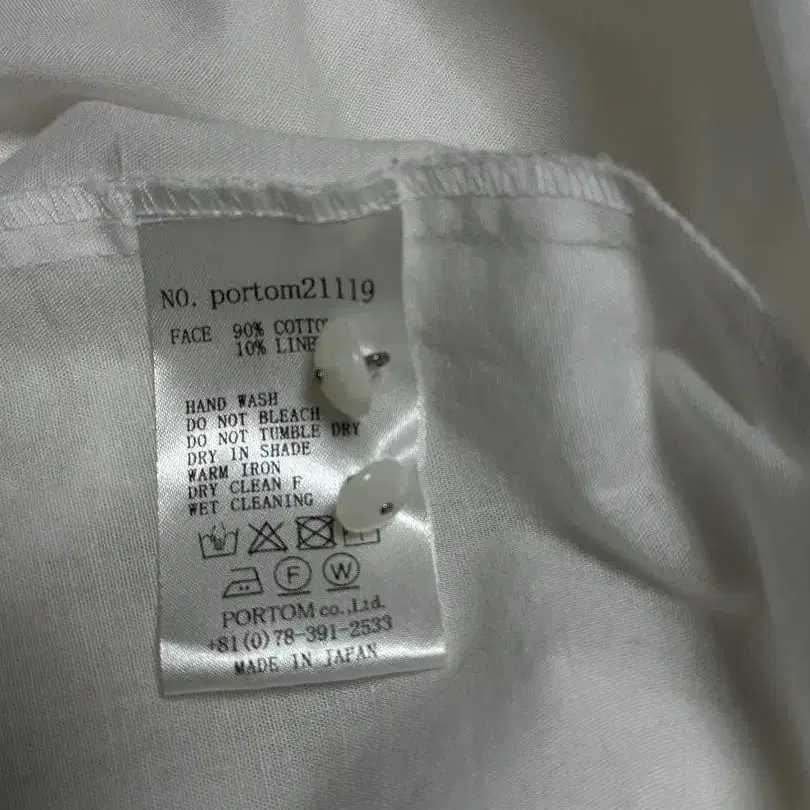 NO. portom21119
FACE 90% COTTO
10% LINE
HAND WASH
DO NOT BLEACH
DO NOT TUMBLE DRY
DRY IN SHADE
WARM IRON
DRY CLEAN F
WET CLEANING
F W
PORTOM co.,Ltd.
+81(0)78-391-2533
MADE IN JAPAN